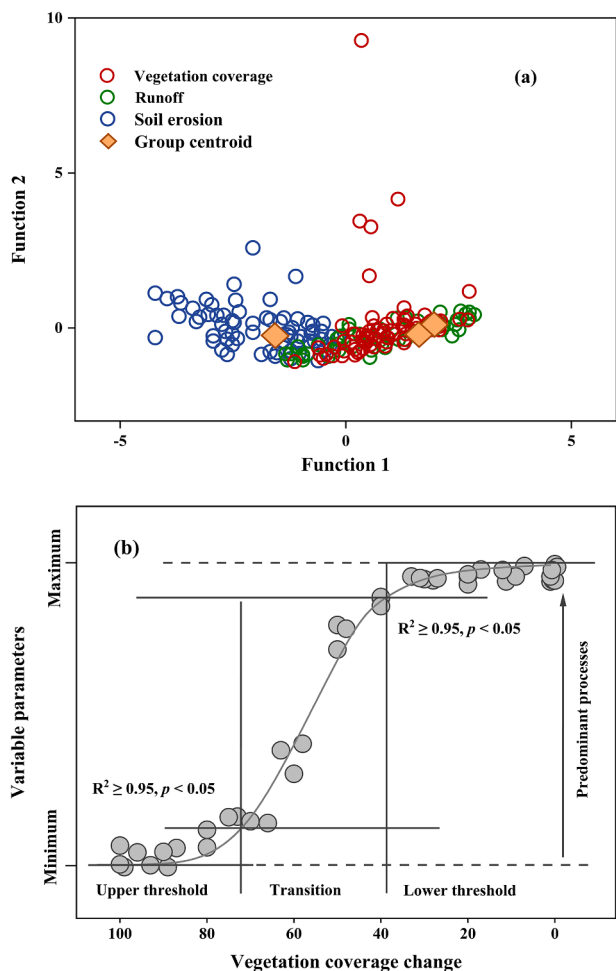 10
5
0
-5
0
5
Function 2
Function 1
Vegetation coverage
Runoff
Soil erosion
Group centroid
(a)
(b)
Maximum
Minimum
Variable parameters
R² ≥ 0.95, p < 0.05
R² ≥ 0.95, p < 0.05
Predominant processes
Upper threshold
Transition
Lower threshold
100
80
60
40
20
0
Vegetation coverage change